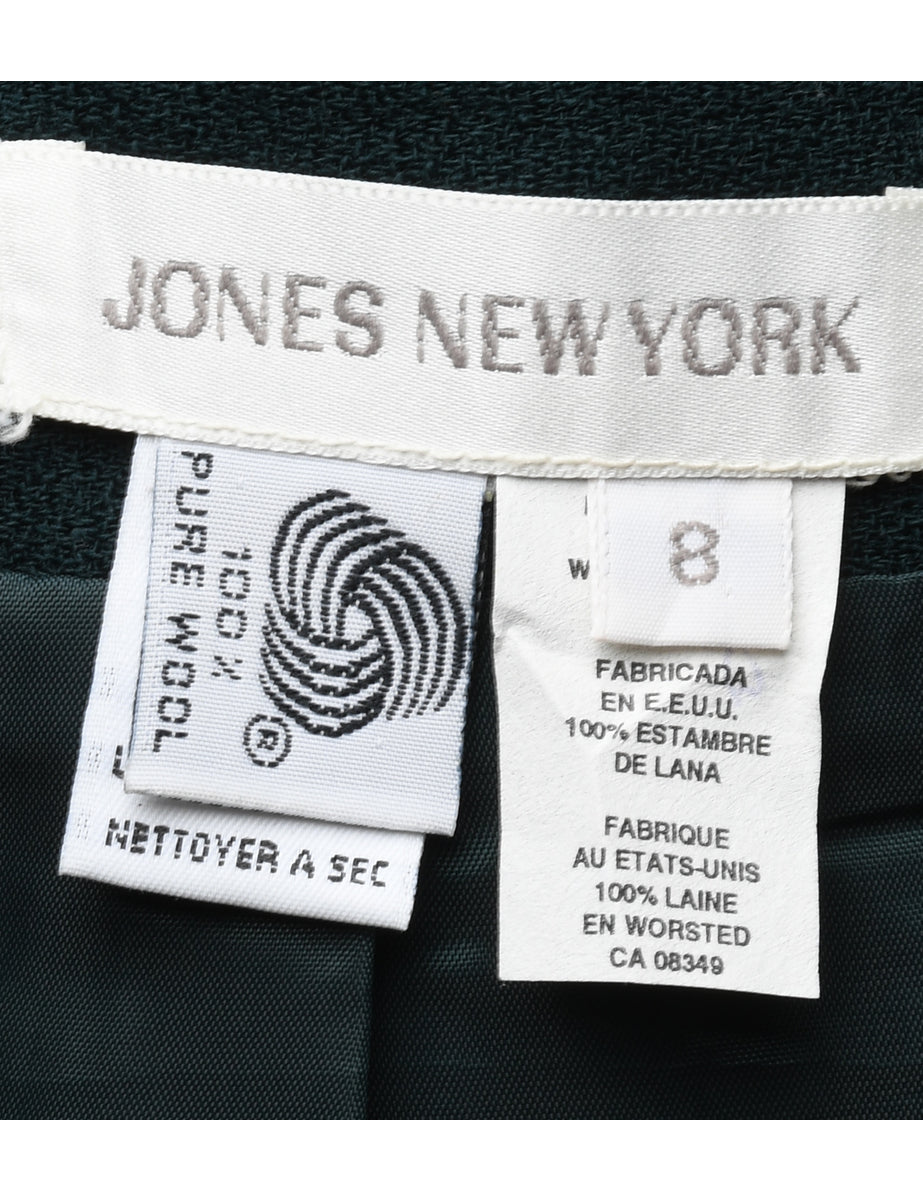 JONES NEW YORK
PURE WOOL
100%
®
NETTOYER A SEC
8
W
FABRICADA
EN E.E.U.U.
100% ESTAMBRE
DE LANA
FABRIQUE
AU ETATS-UNIS
100% LAINE
EN WORSTED
CA 08349